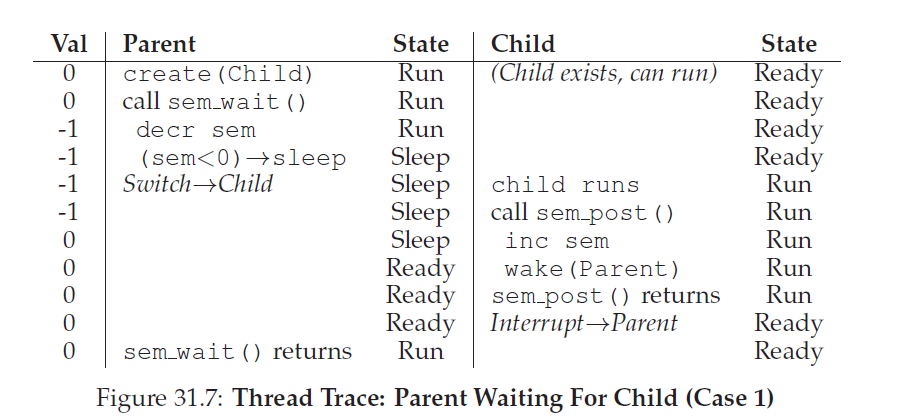 Val Parent State Child State
0 create(Child) Run (Child exists, can run) Ready
0 call sem_wait() Run Ready
-1 decr sem Run Ready
-1 (sem<0)→sleep Sleep Ready
-1 Switch→Child Sleep child runs Run
-1 Sleep call sem_post() Run
0 Sleep inc sem Run
0 Ready wake(Parent) Run
0 Ready sem_post() returns Run
0 Ready Interrupt→Parent Ready
0 sem_wait() returns Run Ready
Figure 31.7: Thread Trace: Parent Waiting For Child (Case 1)